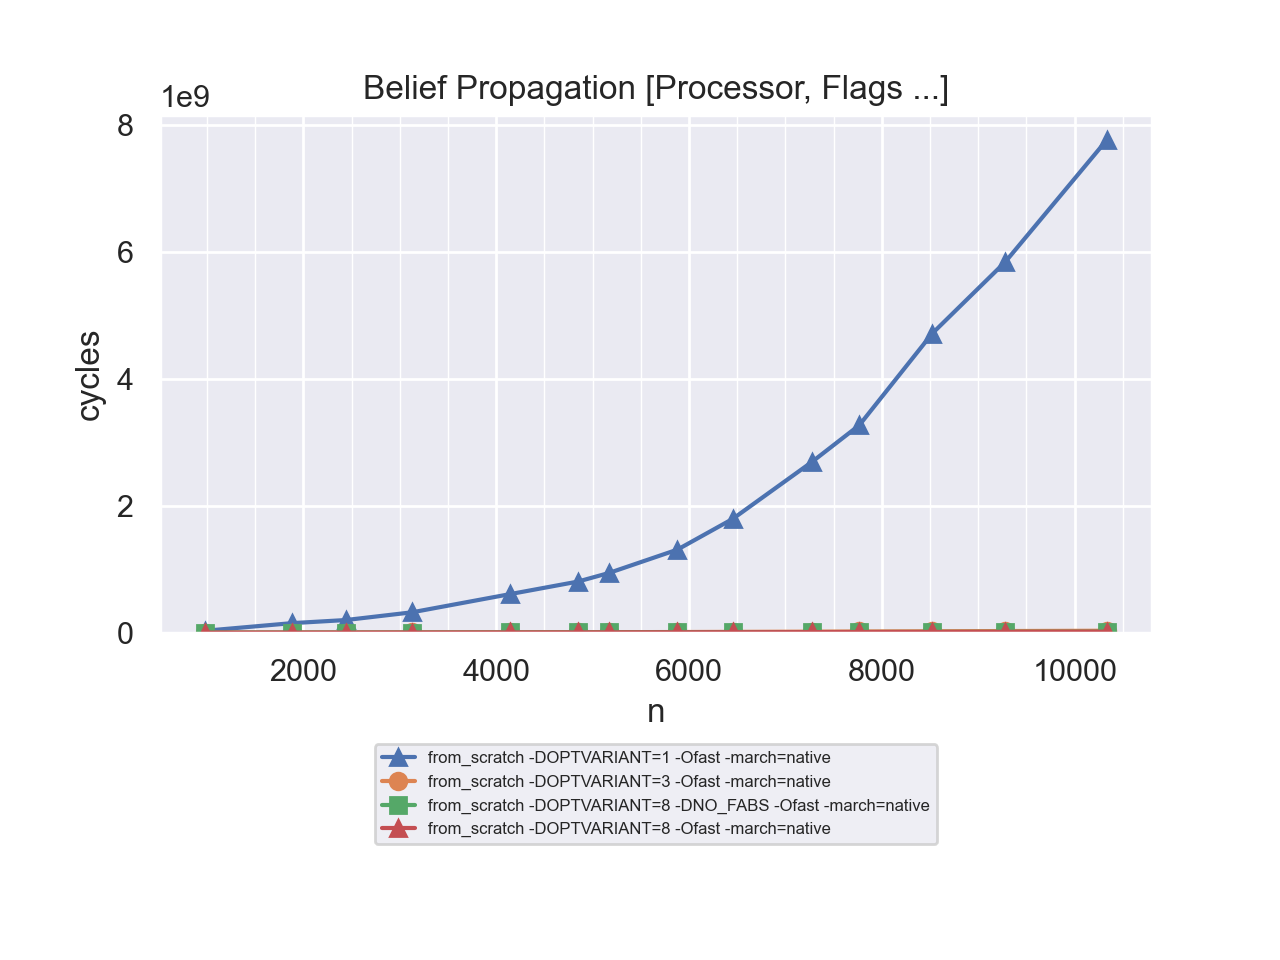 Belief Propagation [Processor, Flags ...]
1e9
8
6
4
2
0
cycles
2000 4000 6000 8000 10000
n
from_scratch -DOPTVARIANT=1 -Ofast -march=native
from_scratch -DOPTVARIANT=3 -Ofast -march=native
from_scratch -DOPTVARIANT=8 -DNO_FABS -Ofast -march=native
from_scratch -DOPTVARIANT=8 -Ofast -march=native